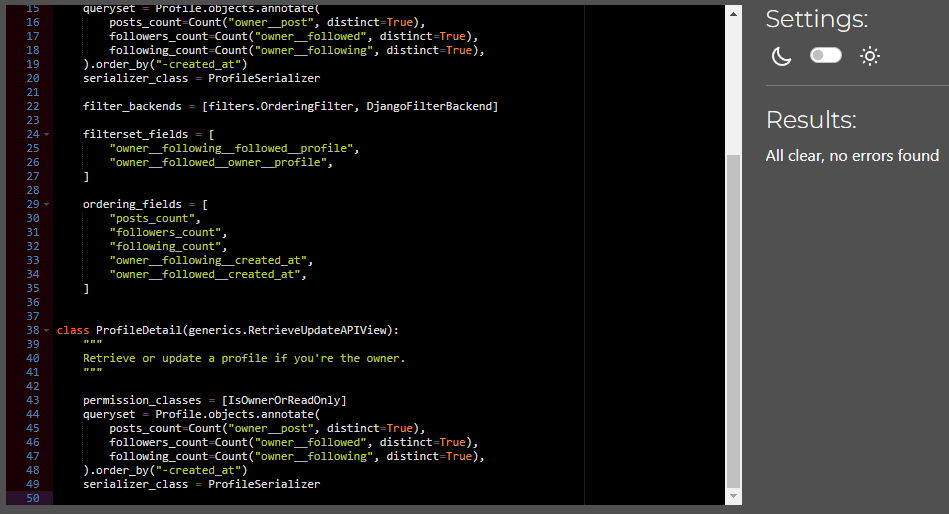 15 queryset = Profile.objects.annotate(
16 posts_count=Count("owner__post", distinct=True),
17 followers_count=Count("owner__followed", distinct=True),
18 following_count=Count("owner__following", distinct=True),
19 ).order_by("-created_at")
20 serializer_class = ProfileSerializer
21
22 filter_backends = [filters.OrderingFilter, DjangoFilterBackend]
23
24 filterset_fields = [
25 "owner__following__followed__profile",
26 "owner__followed__owner__profile",
27 ]
28
29 ordering_fields = [
30 "posts_count",
31 "followers_count",
32 "following_count",
33 "owner__following__created_at",
34 "owner__followed__created_at",
35 ]
36
37
38 class ProfileDetail(generics.RetrieveUpdateAPIView):
39 """
40 Retrieve or update a profile if you're the owner.
41 """
42
43 permission_classes = [IsOwnerOrReadOnly]
44 queryset = Profile.objects.annotate(
45 posts_count=Count("owner__post", distinct=True),
46 followers_count=Count("owner__followed", distinct=True),
47 following_count=Count("owner__following", distinct=True),
48 ).order_by("-created_at")
49 serializer_class = ProfileSerializer
50
Settings:
Results:
All clear, no errors found